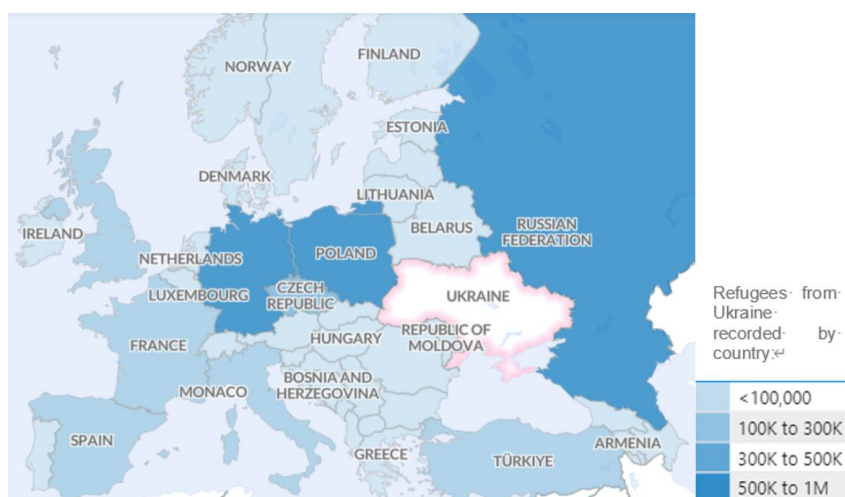 NORWAY
FINLAND
ESTONIA
DENMARK
LITHUANIA
BELARUS
RUSSIAN
FEDERATION
IRELAND
NETHERLANDS
POLAND
LUXEMBOURG
CZECH
REPUBLIC
UKRAINE
FRANCE
HUNGARY
REPUBLIC OF
MOLDOVA
BOSNIA AND
HERZEGOVINA
MONACO
SPAIN
GREECE
TÜRKIYE
ARMENIA
Refugees from
Ukraine
recorded by
country:↵
<100,000
100K to 300K
300K to 500K
500K to 1M